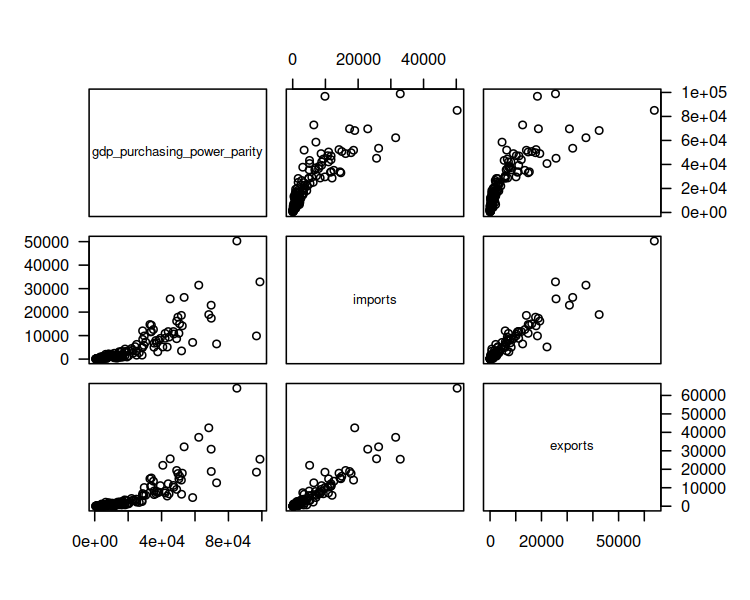 0 20000 40000
gdp_purchasing_power_parity
1e+05
8e+04
6e+04
4e+04
2e+04
0e+00
50000
40000
30000
20000
10000
0
imports
exports
60000
50000
40000
30000
20000
10000
0
0e+00 4e+04 8e+04
0 20000 50000